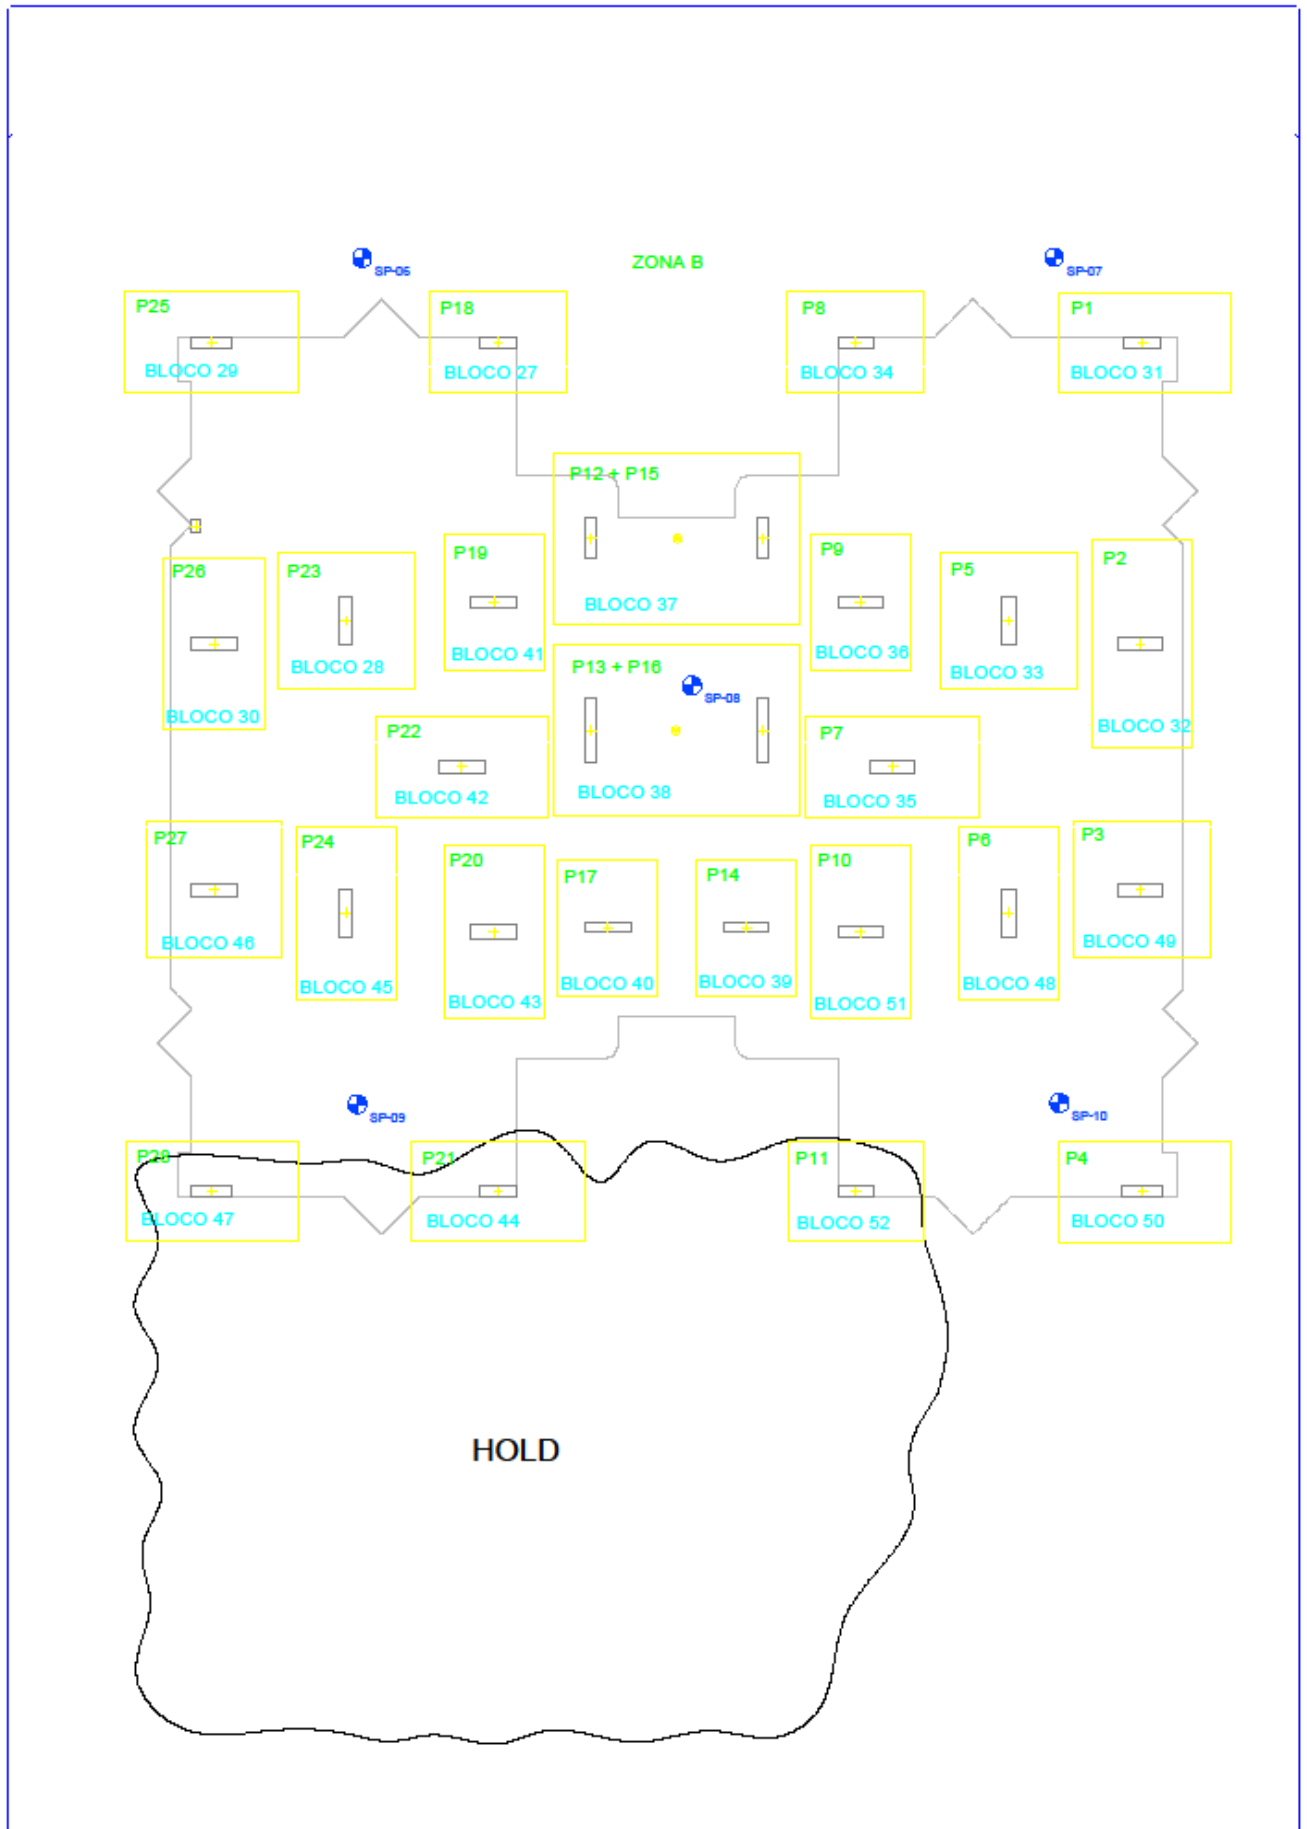 ZONA B
SP-06
SP-07
P25
BLOCO 29
P18
BLOCO 27
P8
BLOCO 34
P1
BLOCO 31
P12 + P15
BLOCO 37
P26
BLOCO 30
P23
BLOCO 28
P19
BLOCO 41
P9
BLOCO 36
P5
BLOCO 33
P2
BLOCO 32
P13 + P16
SP-08
BLOCO 38
P22
BLOCO 42
P7
BLOCO 35
P27
BLOCO 46
P24
BLOCO 45
P20
BLOCO 43
P17
BLOCO 40
P14
BLOCO 39
P10
BLOCO 51
P6
BLOCO 48
P3
BLOCO 49
SP-09
SP-10
P28
BLOCO 47
P21
BLOCO 44
P11
BLOCO 52
P4
BLOCO 50
HOLD